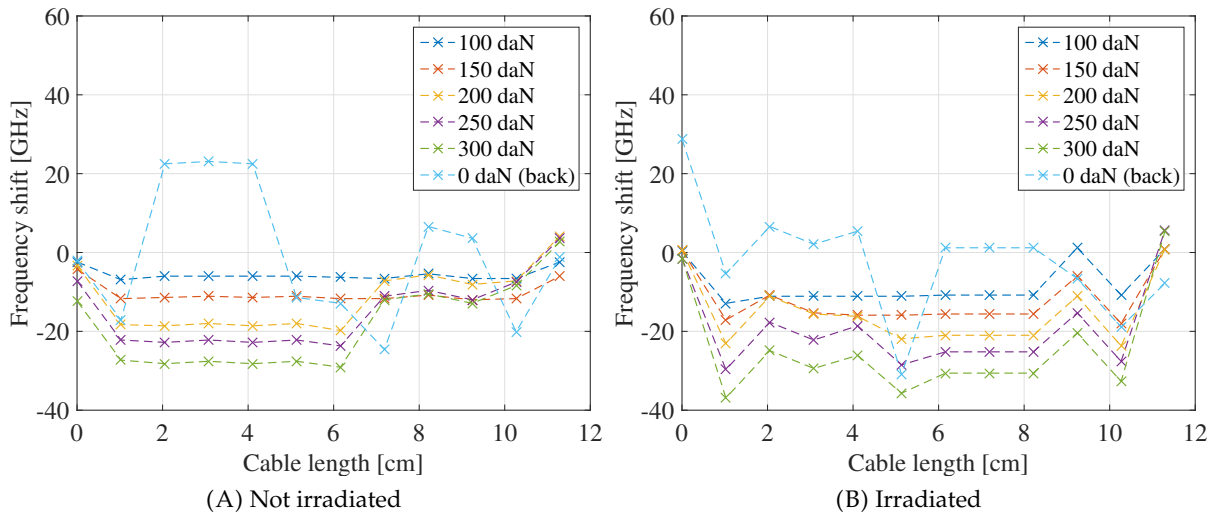 60
40
20
0
-20
-40
Frequency shift [GHz]
0 2 4 6 8 10 12
Cable length [cm]
100 daN
150 daN
200 daN
250 daN
300 daN
0 daN (back)
(A) Not irradiated
60
40
20
0
-20
-40
Frequency shift [GHz]
0 2 4 6 8 10 12
Cable length [cm]
100 daN
150 daN
200 daN
250 daN
300 daN
0 daN (back)
(B) Irradiated